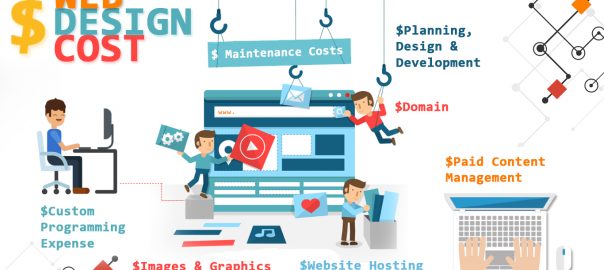 $ WEB
DESIGN
COST
$ Maintenance Costs
$Planning,
Design &
Development
www.
$Domain
$Paid Content
Management
$Custom
Programming
Expense
$Images & Graphics
$Website Hosting